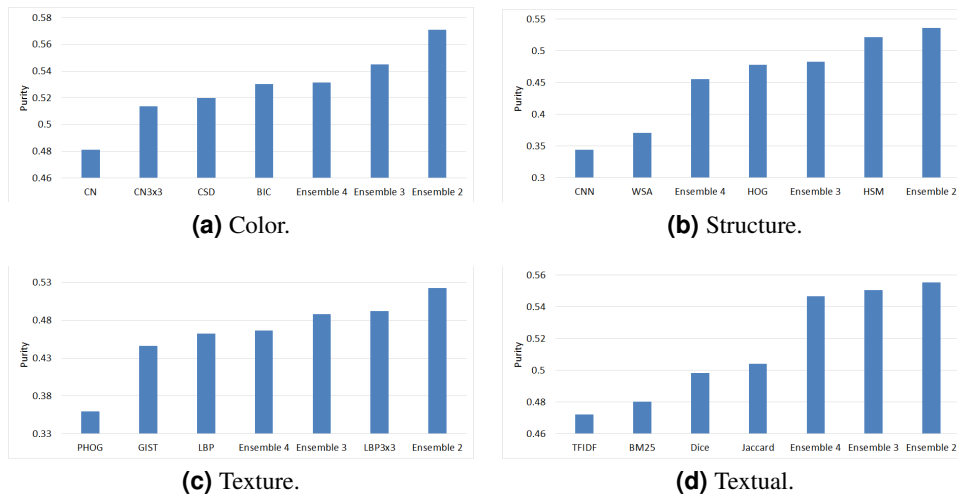 0.58
0.56
0.54
0.52
0.5
0.48
0.46
Purity
CN CN3x3 CSD BIC Ensemble 4 Ensemble 3 Ensemble 2
(a) Color.
0.55
0.5
0.45
0.4
0.35
0.3
Purity
CNN WSA Ensemble 4 HOG Ensemble 3 HSM Ensemble 2
(b) Structure.
0.53
0.48
0.43
0.38
0.33
Purity
PHOG GIST LBP Ensemble 4 Ensemble 3 LBP3x3 Ensemble 2
(c) Texture.
0.56
0.54
0.52
0.5
0.48
0.46
Purity
TFIDF BM25 Dice Jaccard Ensemble 4 Ensemble 3 Ensemble 2
(d) Textual.